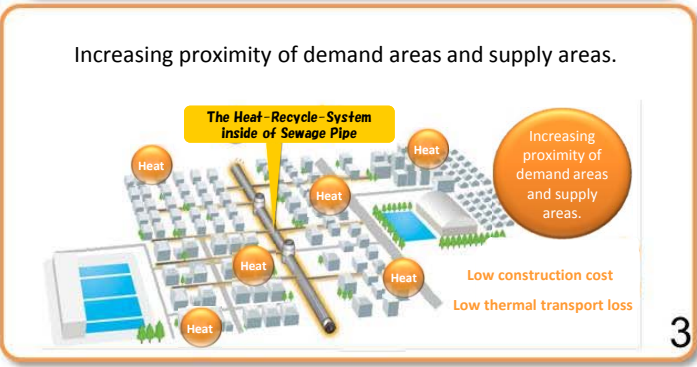 Increasing proximity of demand areas and supply areas.
The Heat-Recycle-System
inside of Sewage Pipe
Heat
Heat
Heat
Heat
Heat
Heat
Increasing
proximity of
demand areas
and supply
areas.
Low construction cost
Low thermal transport loss
3